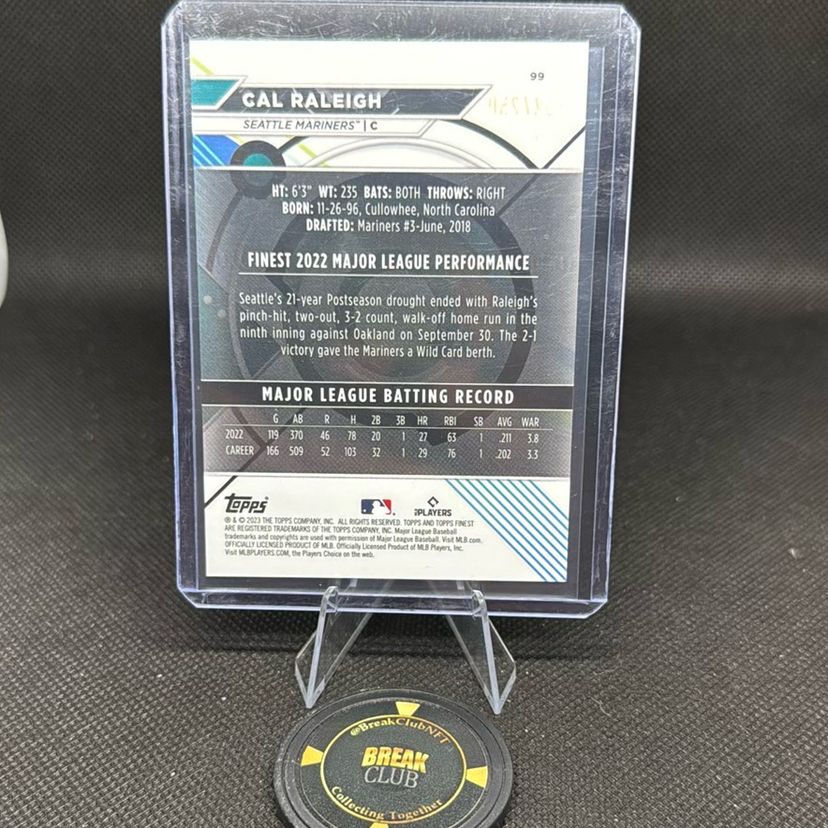 99
CAL RALEIGH
SEATTLE MARINERS™ | C
HT: 6'3" WT: 235 BATS: BOTH THROWS: RIGHT
BORN: 11-26-96, Cullowhee, North Carolina
DRAFTED: Mariners #3-June, 2018
FINEST 2022 MAJOR LEAGUE PERFORMANCE
Seattle's 21-year Postseason drought ended with Raleigh's
pinch-hit, two-out, 3-2 count, walk-off home run in the
ninth inning against Oakland on September 30. The 2-1
victory gave the Mariners a Wild Card berth.
MAJOR LEAGUE BATTING RECORD
G AB R H 2B 3B HR RBI SB AVG WAR
2022 119 370 46 78 20 1 27 63 1 .211 3.8
CAREER 166 509 52 103 32 1 29 76 1 .202 3.3
Topps
PLAYERS
® & © 2023 THE TOPPS COMPANY, INC. ALL RIGHTS RESERVED. TOPPS AND TOPPS FINEST
ARE REGISTERED TRADEMARKS OF THE TOPPS COMPANY, INC. Major League Baseball
trademarks and copyrights are used with permission of Major League Baseball. Visit MLB.com.
OFFICIALLY LICENSED PRODUCT OF MLB. Officially Licensed Product of MLB Players, Inc.
Visit MLBPLAYERS.COM, the Players Choice on the web.
@BreakClubNFT
BREAK
CLUB
Collecting Together